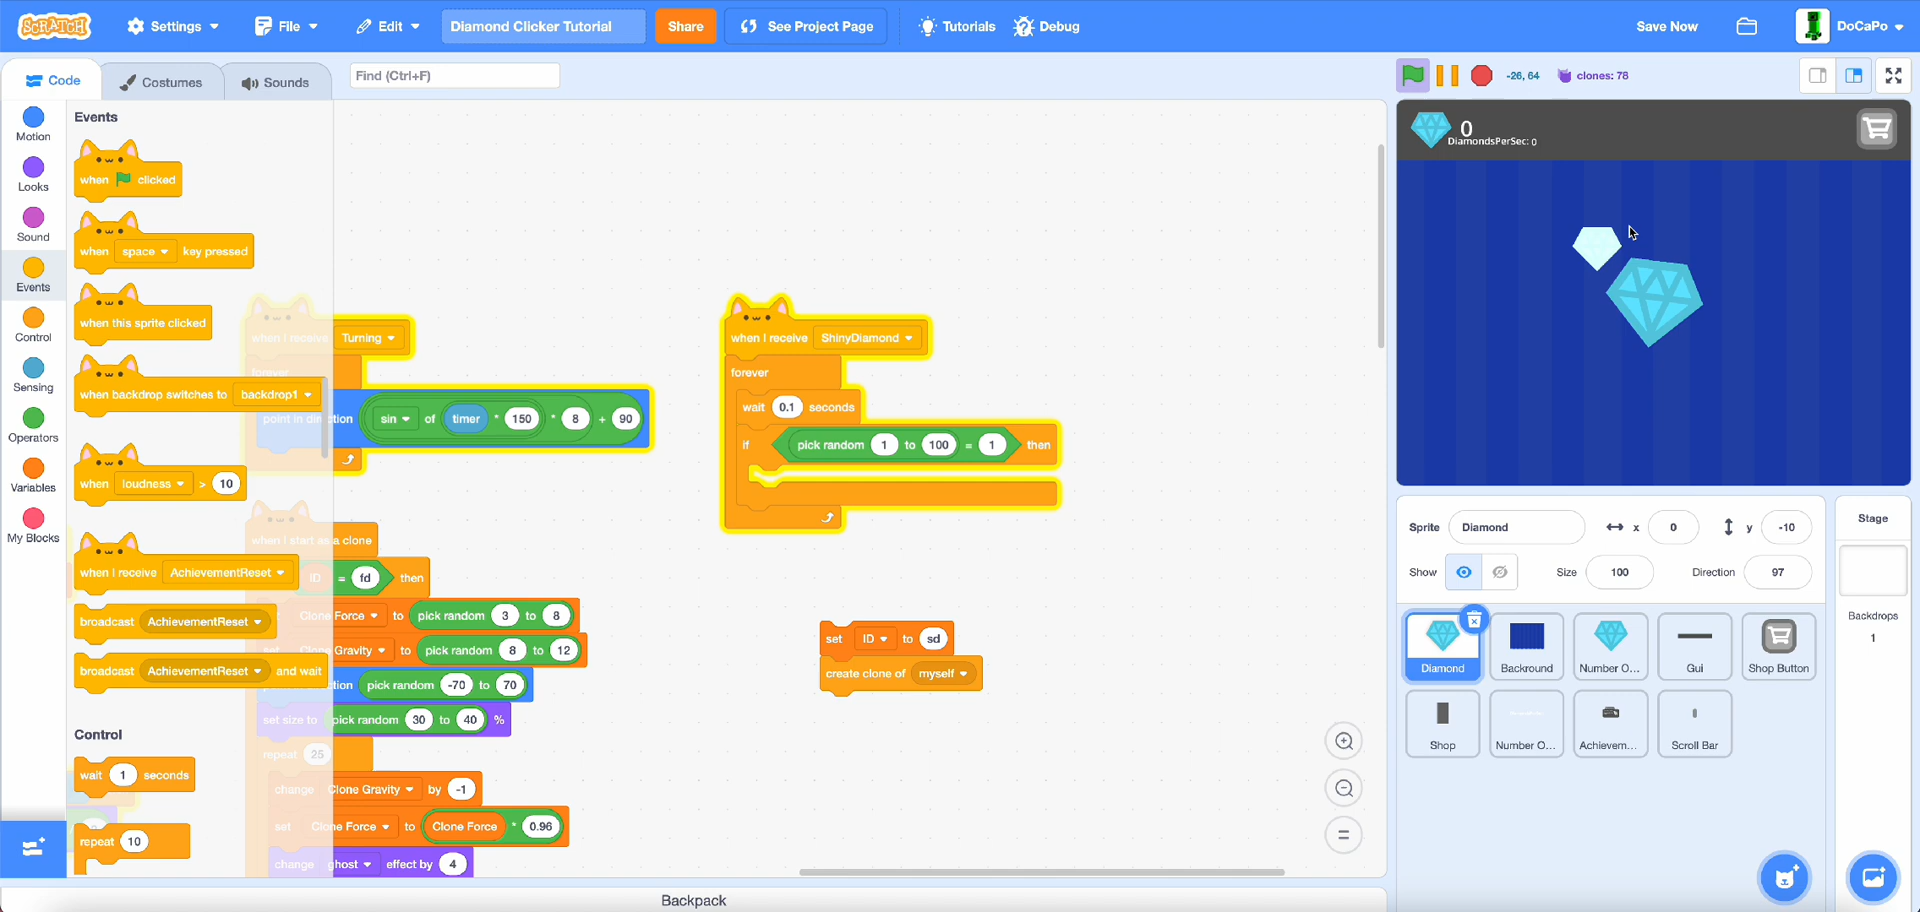 SCRATCH
Settings
File
Edit
Diamond Clicker Tutorial
Share
See Project Page
Tutorials
Debug
Save Now
DoCaPo
Code
Costumes
Sounds
Find (Ctrl+F)
-26, 64
clones: 78
Motion
Looks
Sound
Events
Control
Sensing
Operators
Variables
My Blocks
Events
when clicked
when space key pressed
when this sprite clicked
when backdrop switches to backdrop1
when loudness > 10
when I receive AchievementReset
broadcast AchievementReset
broadcast AchievementReset and wait
Control
wait 1 seconds
repeat 10
when I receive Turning
forever
point in direction sin of timer * 150 * 8 + 90
when I start as a clone
ID = fd then
Clone Force to pick random 3 to 8
set Gravity to pick random 8 to 12
tion pick random -70 to 70
set size to pick random 30 to 40 %
repeat 25
change Clone Gravity by -1
set Clone Force to Clone Force * 0.96
change ghost effect by 4
when I receive ShinyDiamond
forever
wait 0.1 seconds
if pick random 1 to 100 = 1 then
set ID to sd
create clone of myself
0
DiamondsPerSec: 0
Sprite Diamond x 0 y -10
Show Size 100 Direction 97
Diamond
Backround
Number O...
Gui
Shop Button
Shop
Number O...
Achievem...
Scroll Bar
Stage
Backdrops
1
Backpack